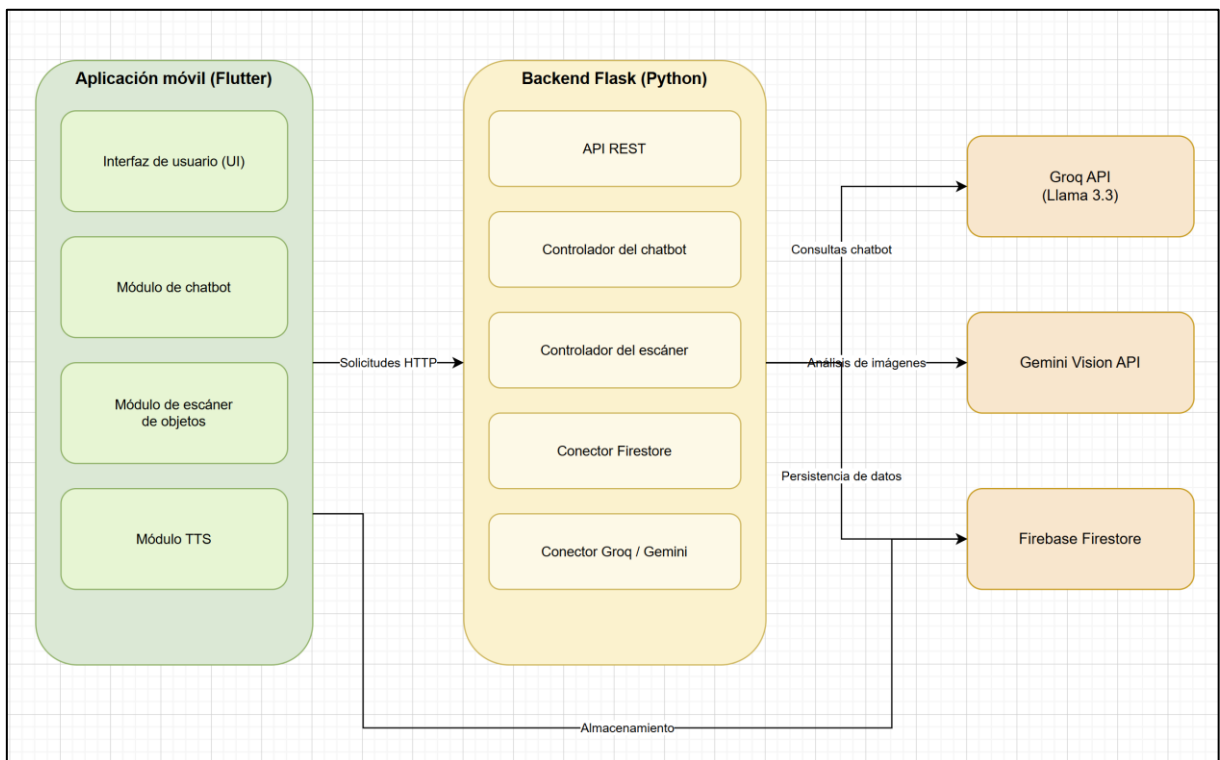 Aplicación móvil (Flutter)
Interfaz de usuario (UI)
Módulo de chatbot
Módulo de escáner
de objetos
Módulo TTS
Solicitudes HTTP
Backend Flask (Python)
API REST
Controlador del chatbot
Controlador del escáner
Conector Firestore
Conector Groq / Gemini
Consultas chatbot
Análisis de imágenes
Persistencia de datos
Almacenamiento
Groq API
(Llama 3.3)
Gemini Vision API
Firebase Firestore